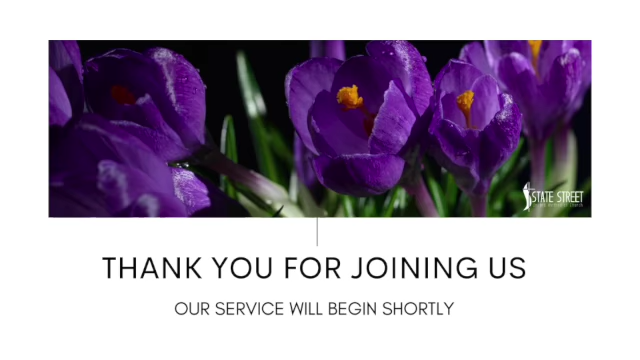 STATE STREET
THANK YOU FOR JOINING US
OUR SERVICE WILL BEGIN SHORTLY